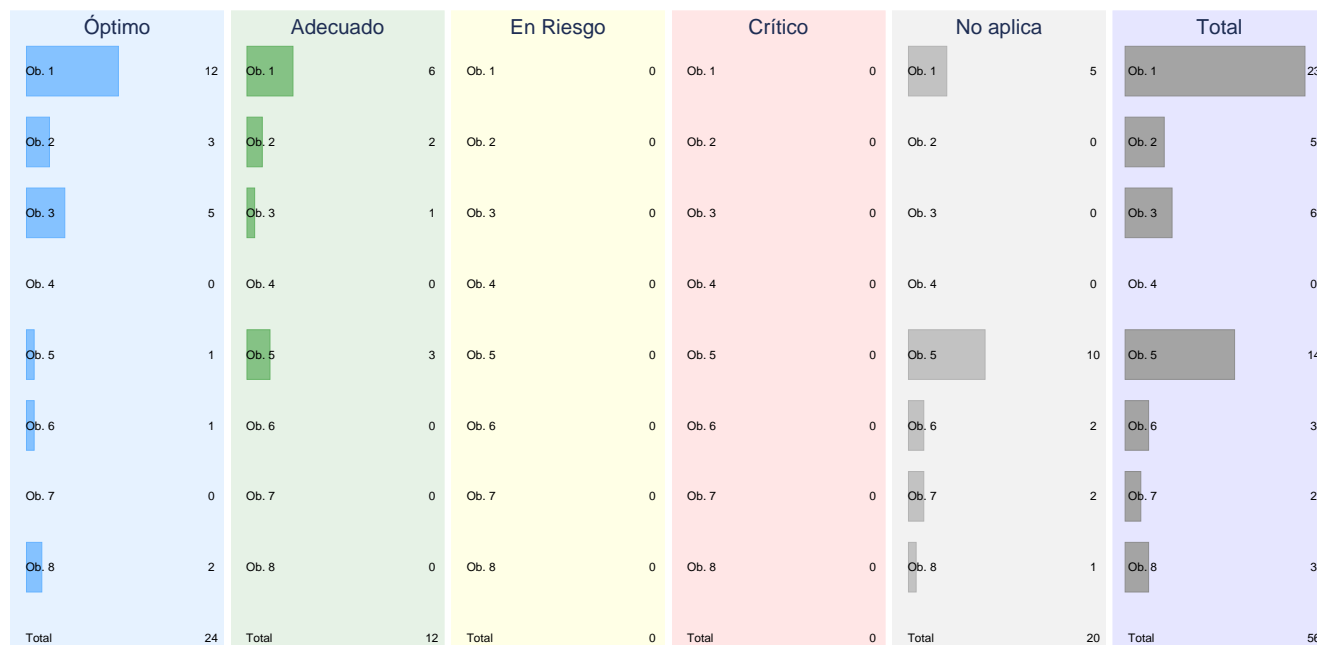 Óptimo Adecuado En Riesgo Crítico No aplica Total
Ob. 1 12 Ob. 1 6 Ob. 1 0 Ob. 1 0 Ob. 1 5 Ob. 1 23
Ob. 2 3 Ob. 2 2 Ob. 2 0 Ob. 2 0 Ob. 2 0 Ob. 2 5
Ob. 3 5 Ob. 3 1 Ob. 3 0 Ob. 3 0 Ob. 3 0 Ob. 3 6
Ob. 4 0 Ob. 4 0 Ob. 4 0 Ob. 4 0 Ob. 4 0 Ob. 4 0
Ob. 5 1 Ob. 5 3 Ob. 5 0 Ob. 5 0 Ob. 5 10 Ob. 5 14
Ob. 6 1 Ob. 6 0 Ob. 6 0 Ob. 6 0 Ob. 6 2 Ob. 6 3
Ob. 7 0 Ob. 7 0 Ob. 7 0 Ob. 7 0 Ob. 7 2 Ob. 7 2
Ob. 8 2 Ob. 8 0 Ob. 8 0 Ob. 8 0 Ob. 8 1 Ob. 8 3
Total 24 Total 12 Total 0 Total 0 Total 20 Total 56